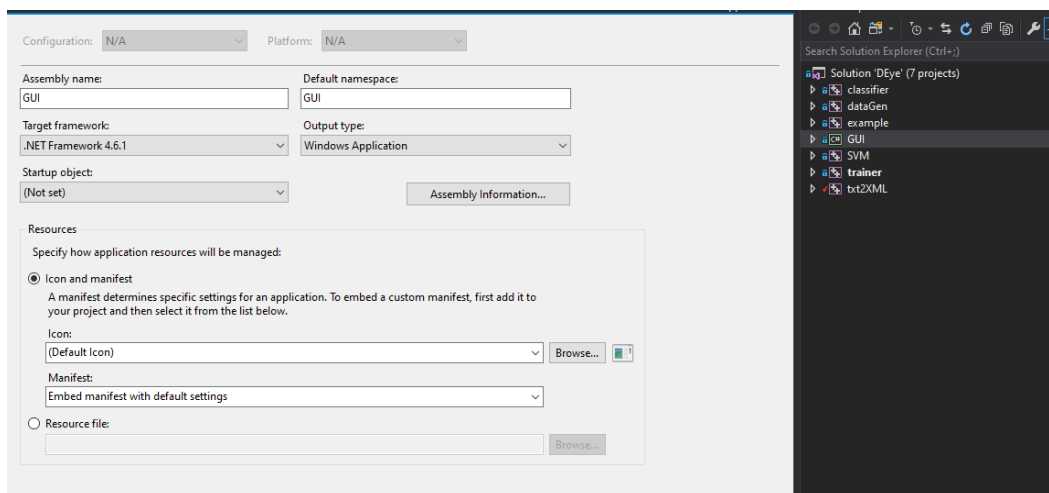 Configuration: N/A Platform: N/A
Assembly name: Default namespace:
GUI GUI
Target framework: Output type:
.NET Framework 4.6.1 Windows Application
Startup object:
(Not set) Assembly Information...
Resources
Specify how application resources will be managed:
Icon and manifest
A manifest determines specific settings for an application. To embed a custom manifest, first add it to
your project and then select it from the list below.
Icon:
(Default Icon) Browse...
Manifest:
Embed manifest with default settings
Resource file:
Browse...
Search Solution Explorer (Ctrl+;)
Solution 'DEye' (7 projects)
classifier
dataGen
example
C# GUI
SVM
trainer
txt2XML